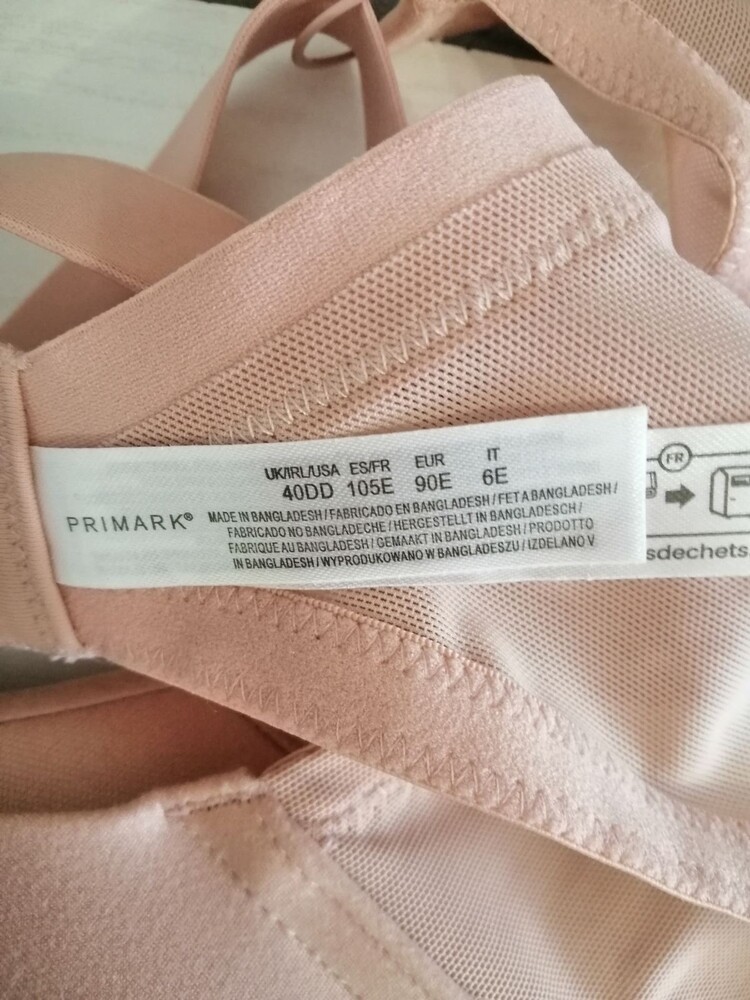 UK/IRL/USA ES/FR EUR IT
40DD 105E 90E 6E
PRIMARK®
MADE IN BANGLADESH / FABRICADO EN BANGLADESH / FET A BANGLADESH /
FABRICADO NO BANGLADECHE / HERGESTELLT IN BANGLADESCH /
FABRIQUE AU BANGLADESH / GEMAAKT IN BANGLADESH / PRODOTTO
IN BANGLADESH / WYPRODUKOWANO W BANGLADESZU / IZDELANO V
FR
sdechets